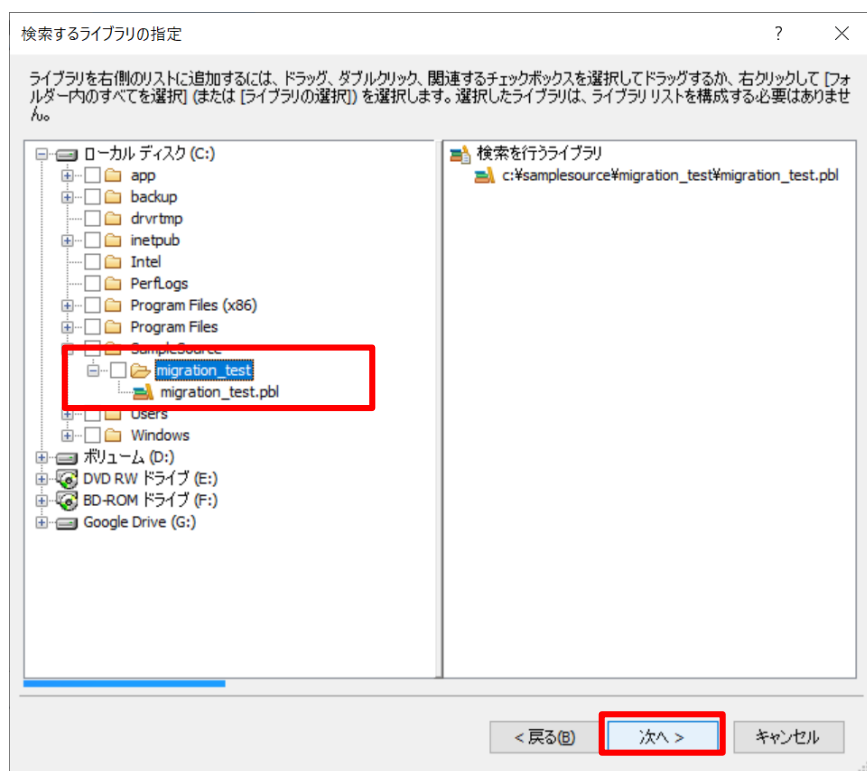 検索するライブラリの指定
?
ライブラリを右側のリストに追加するには、ドラッグ、ダブルクリック、関連するチェックボックスを選択してドラッグするか、右クリックして [フォ
ルダー内のすべてを選択] (または [ライブラリの選択]) を選択します。選択したライブラリは、ライブラリ リストを構成する必要はありませ
ん。
ローカル ディスク (C:)
app
backup
drvrtmp
inetpub
Intel
PerfLogs
Program Files (x86)
Program Files
SampleSource
migration_test
migration_test.pbl
Users
Windows
ボリューム (D:)
DVD RW ドライブ (E:)
BD-ROM ドライブ (F:)
Google Drive (G:)
検索を行うライブラリ
c:¥samplesource¥migration_test¥migration_test.pbl
< 戻る(B)
次へ >
キャンセル